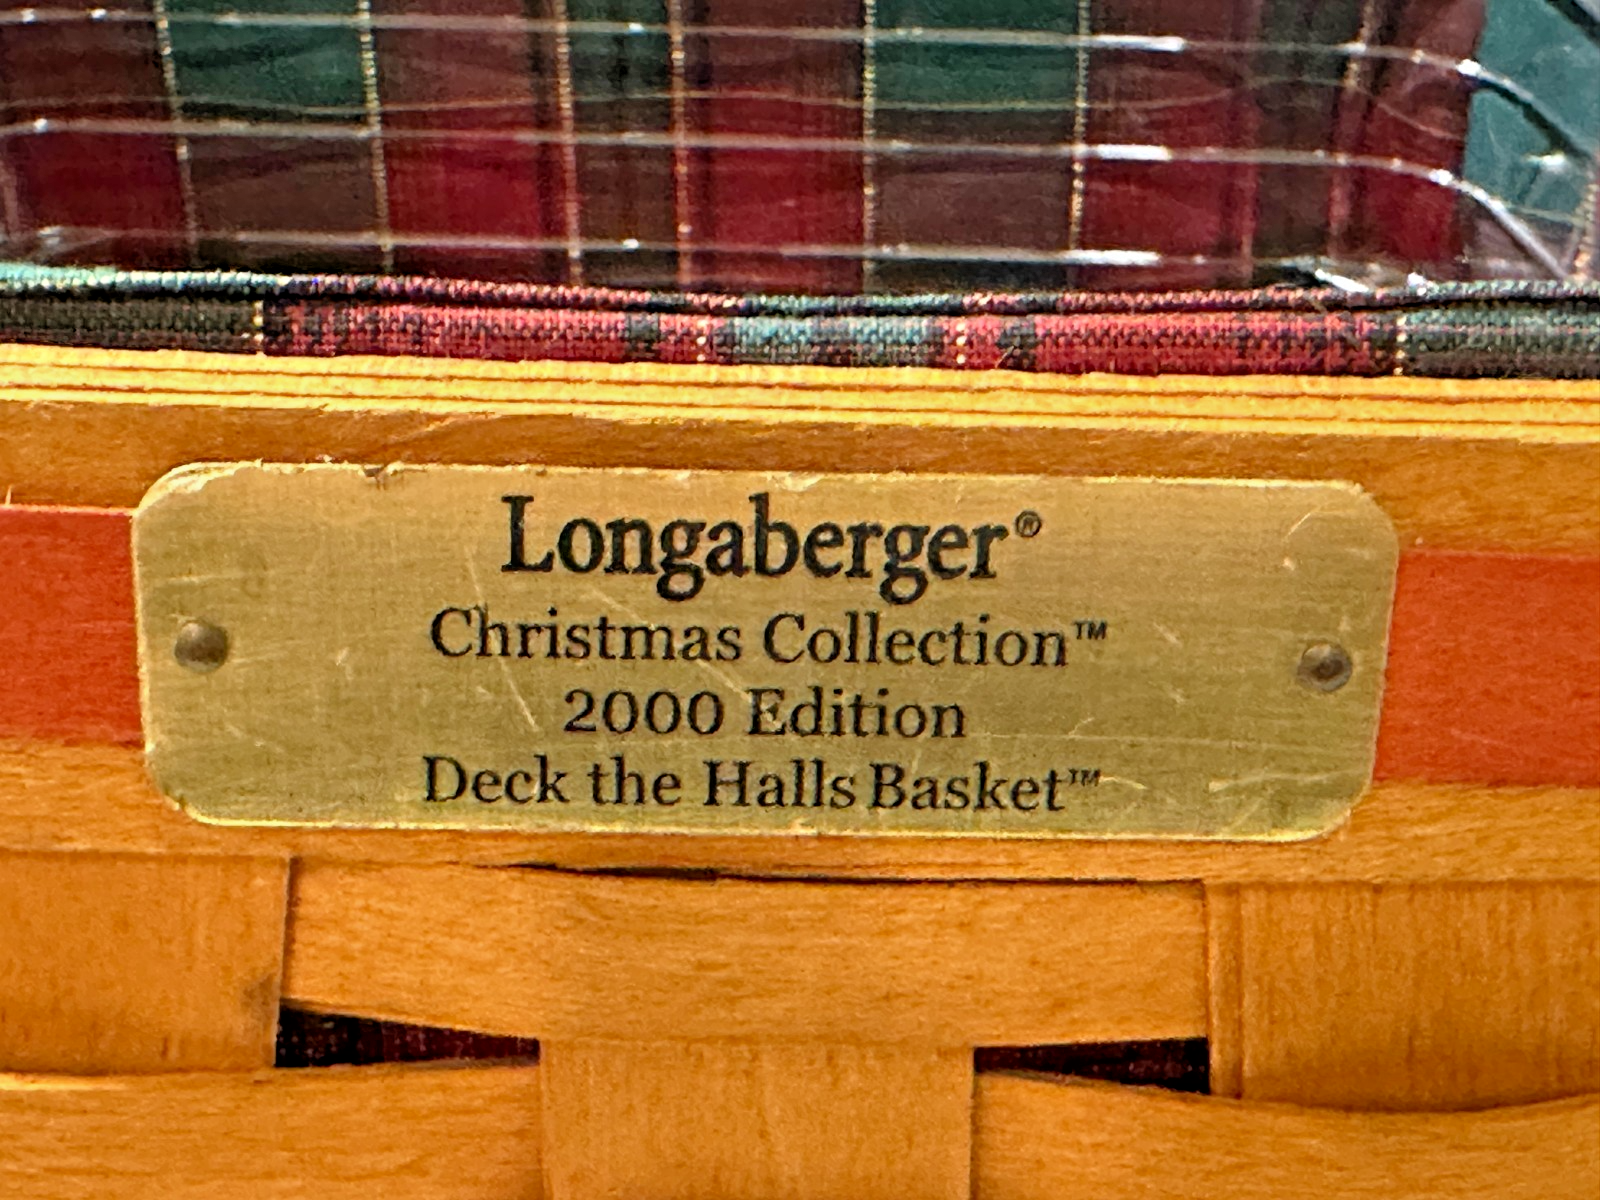 Longaberger®
Christmas Collection™
2000 Edition
Deck the Halls Basket™